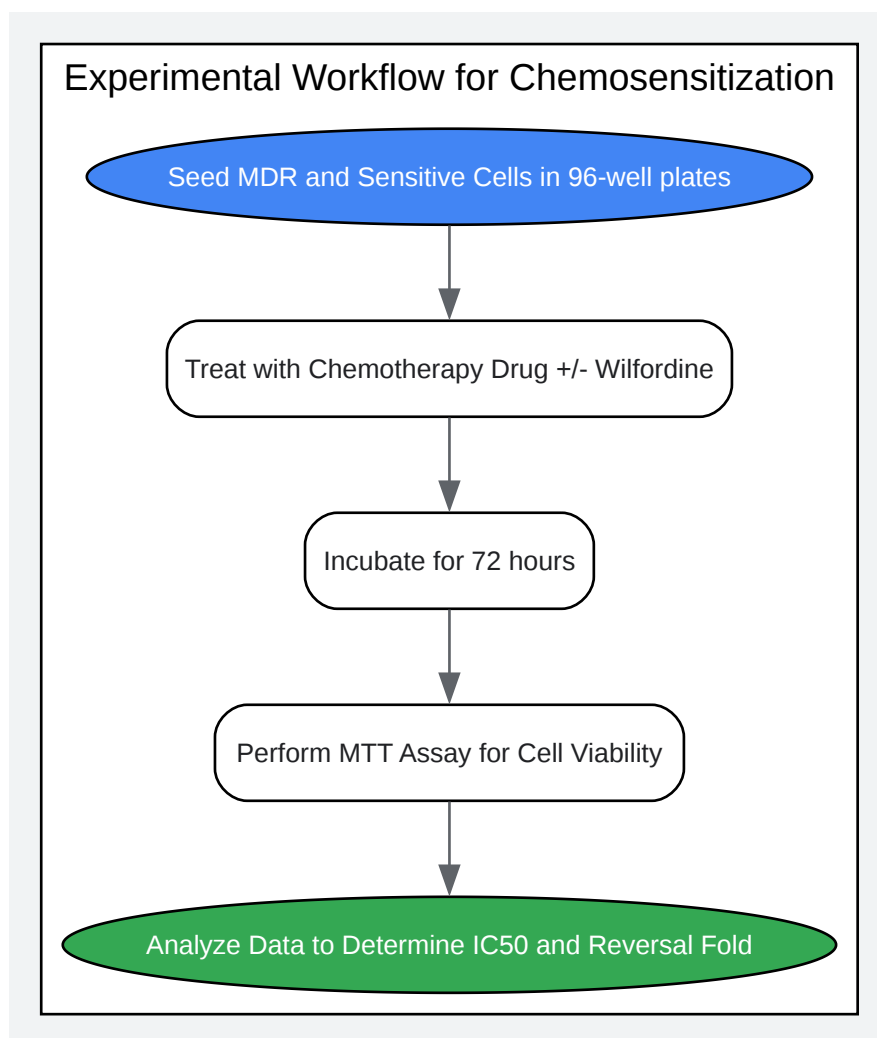 Experimental Workflow for Chemosensitization
Seed MDR and Sensitive Cells in 96-well plates
Treat with Chemotherapy Drug +/- Wilfordine
Incubate for 72 hours
Perform MTT Assay for Cell Viability
Analyze Data to Determine IC50 and Reversal Fold